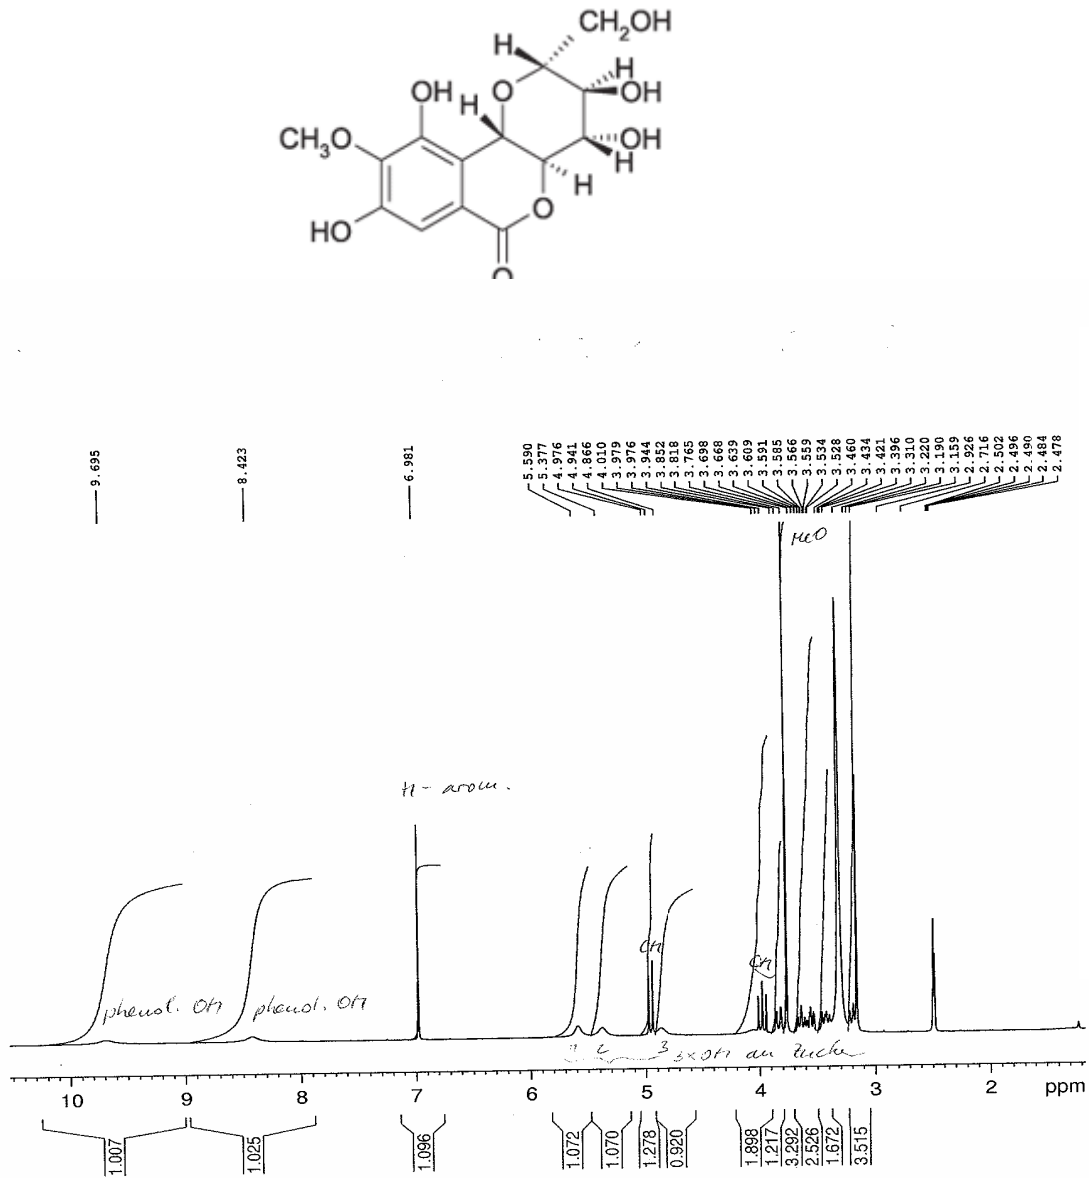 CH₂OH
H
H
OH
O
OH
H
CH₃O
OH
H
H
HO
O
O
9.695
8.423
6.981
5.590
5.377
4.976
4.941
4.866
4.010
3.979
3.976
3.944
3.852
3.818
3.765
3.698
3.668
3.639
3.609
3.591
3.585
3.566
3.559
3.534
3.528
3.460
3.434
3.421
3.396
3.310
3.220
3.190
3.159
2.926
2.716
2.502
2.496
2.490
2.484
2.478
MeO
H-arom.
CH
CH
phenol. OH
phenol. OH
1 2 3 3xOH an Zucker
10 9 8 7 6 5 4 3 2 ppm
1.007
1.025
1.096
1.072
1.070
1.278
0.920
1.898
1.217
3.292
2.526
1.672
3.515